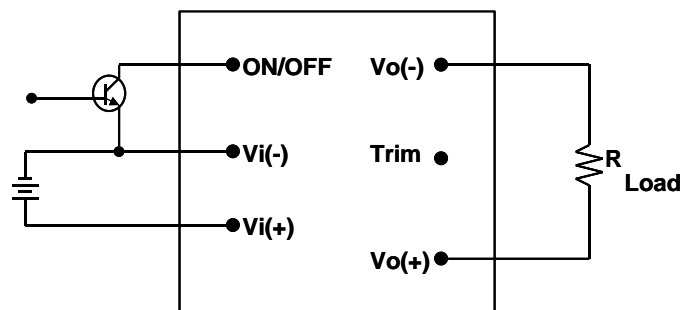 ON/OFF
Vo(-)
Vi(-)
Trim
R
Load
Vi(+)
Vo(+)